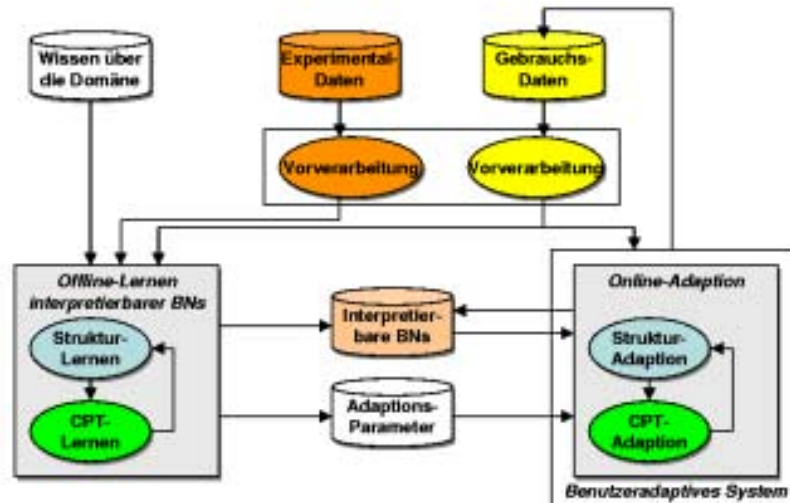 Wissen über
die Domäne
Experimental-
Daten
Gebrauchs-
Daten
Vorverarbeitung
Vorverarbeitung
Offline-Lernen
interpretierbarer BNs
Struktur-
Lernen
CPT-
Lernen
Interpretier-
bare BNs
Adaptions-
Parameter
Online-Adaption
Struktur-
Adaption
CPT-
Adaption
Benutzeradaptives System